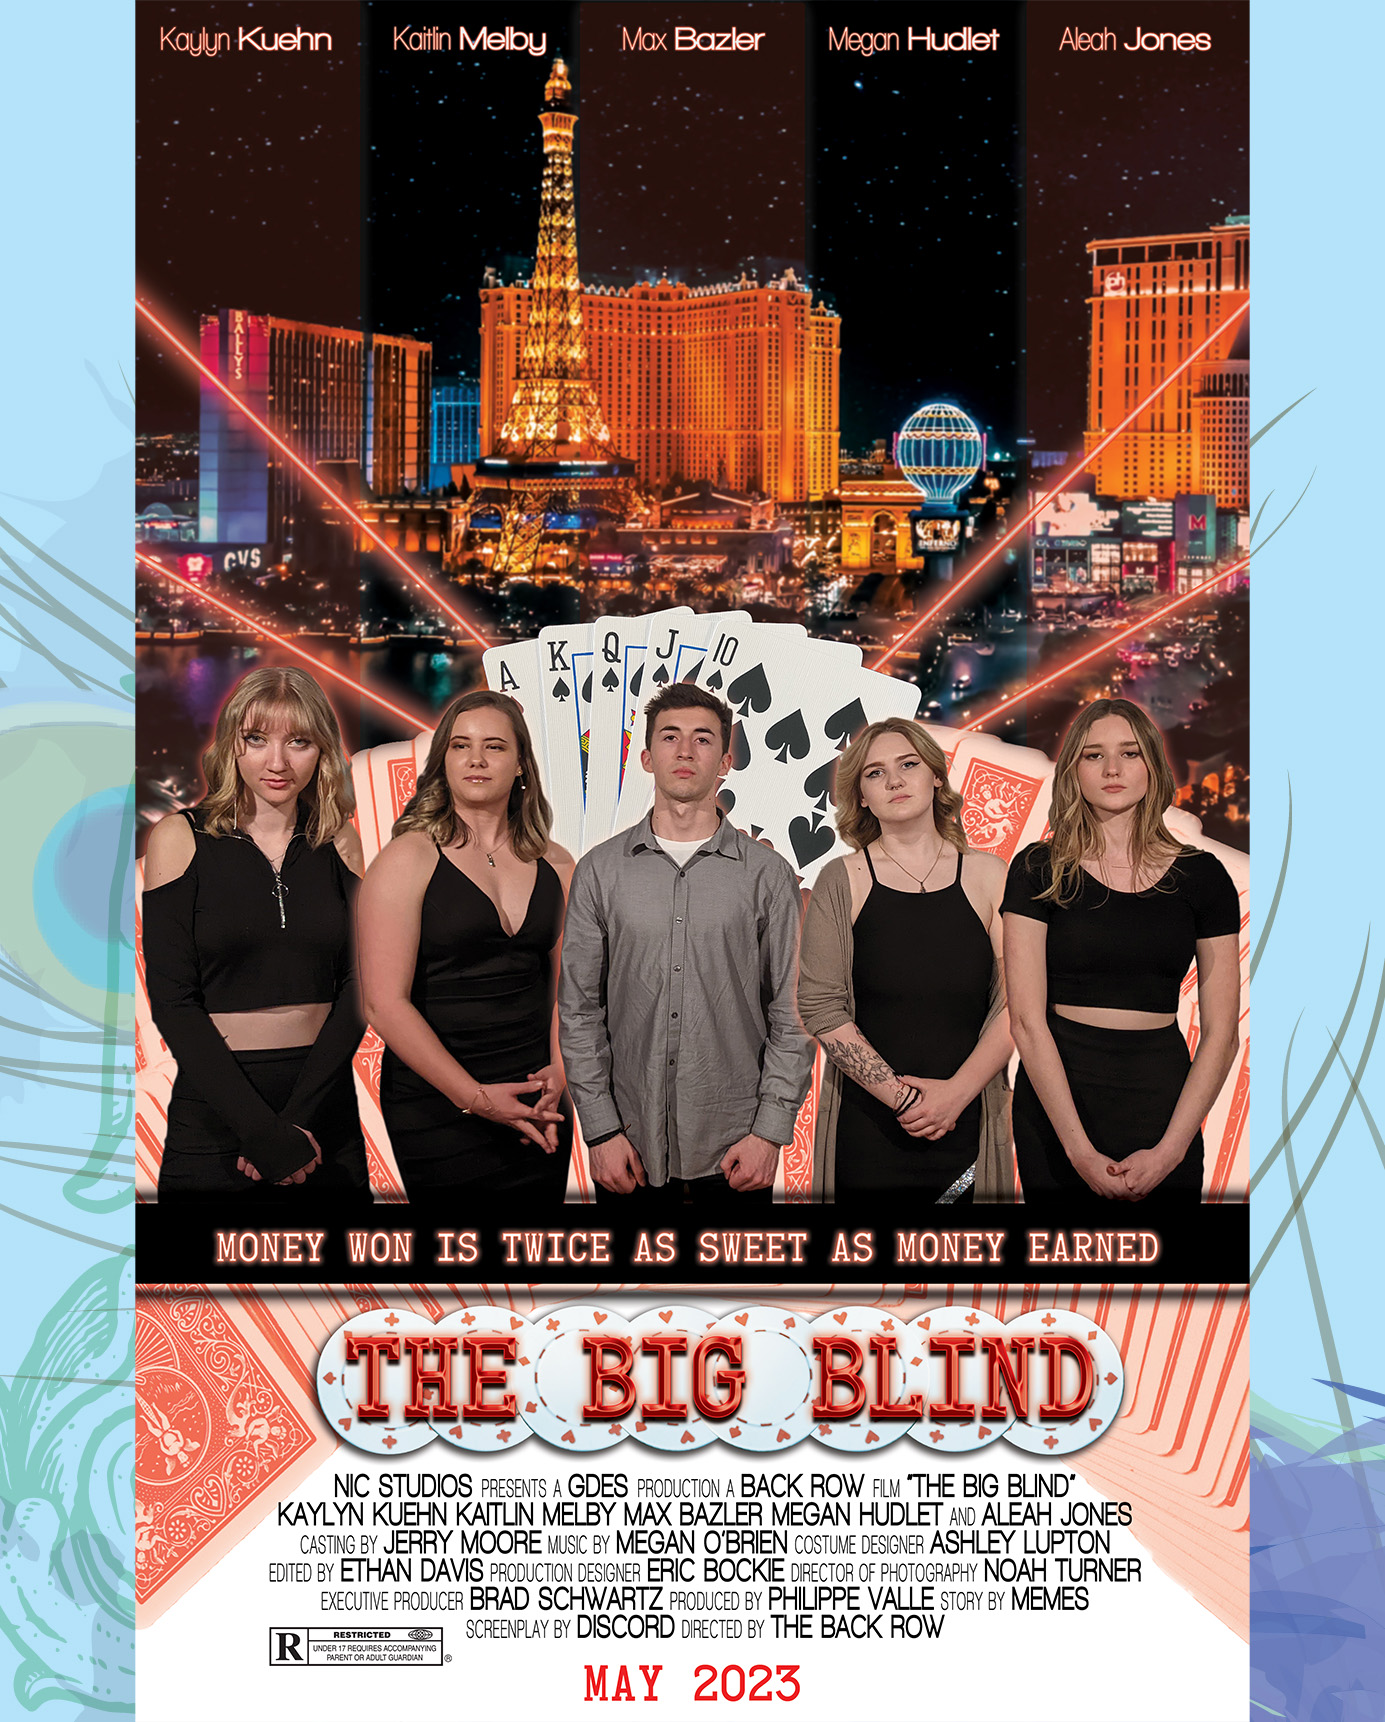 Kaylyn Kuehn Kaitlin Melby Max Bazler Megan Hudlet Aleah Jones
BALLYS
ph
CVS
INFERNO
M
A K Q J 10
MONEY WON IS TWICE AS SWEET AS MONEY EARNED
THE BIG BLIND
NIC STUDIOS PRESENTS A GDES PRODUCTION A BACK ROW FILM "THE BIG BLIND"
KAYLYN KUEHN KAITLIN MELBY MAX BAZLER MEGAN HUDLET AND ALEAH JONES
CASTING BY JERRY MOORE MUSIC BY MEGAN O'BRIEN COSTUME DESIGNER ASHLEY LUPTON
EDITED BY ETHAN DAVIS PRODUCTION DESIGNER ERIC BOCKIE DIRECTOR OF PHOTOGRAPHY NOAH TURNER
EXECUTIVE PRODUCER BRAD SCHWARTZ PRODUCED BY PHILIPPE VALLE STORY BY MEMES
SCREENPLAY BY DISCORD DIRECTED BY THE BACK ROW
R RESTRICTED
UNDER 17 REQUIRES ACCOMPANYING
PARENT OR ADULT GUARDIAN ®
MAY 2023